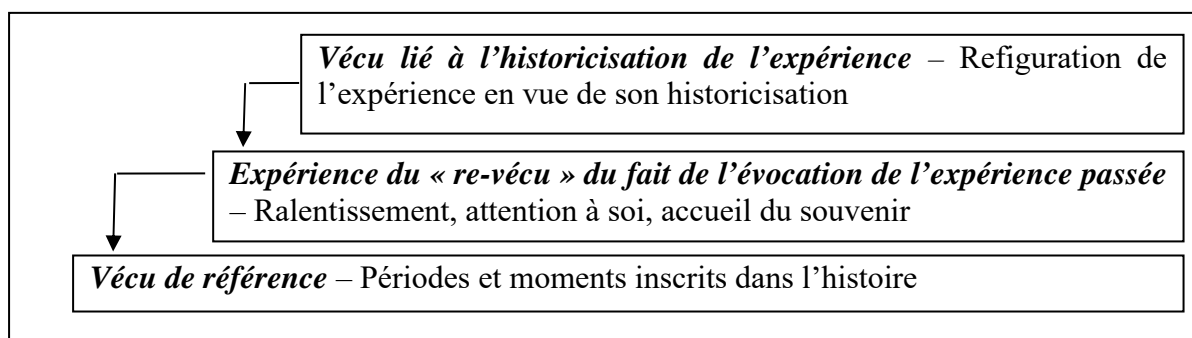 Vécu lié à l’historicisation de l’expérience – Refiguration de
l’expérience en vue de son historicisation
Expérience du « re-vécu » du fait de l’évocation de l’expérience passée
– Ralentissement, attention à soi, accueil du souvenir
Vécu de référence – Périodes et moments inscrits dans l’histoire